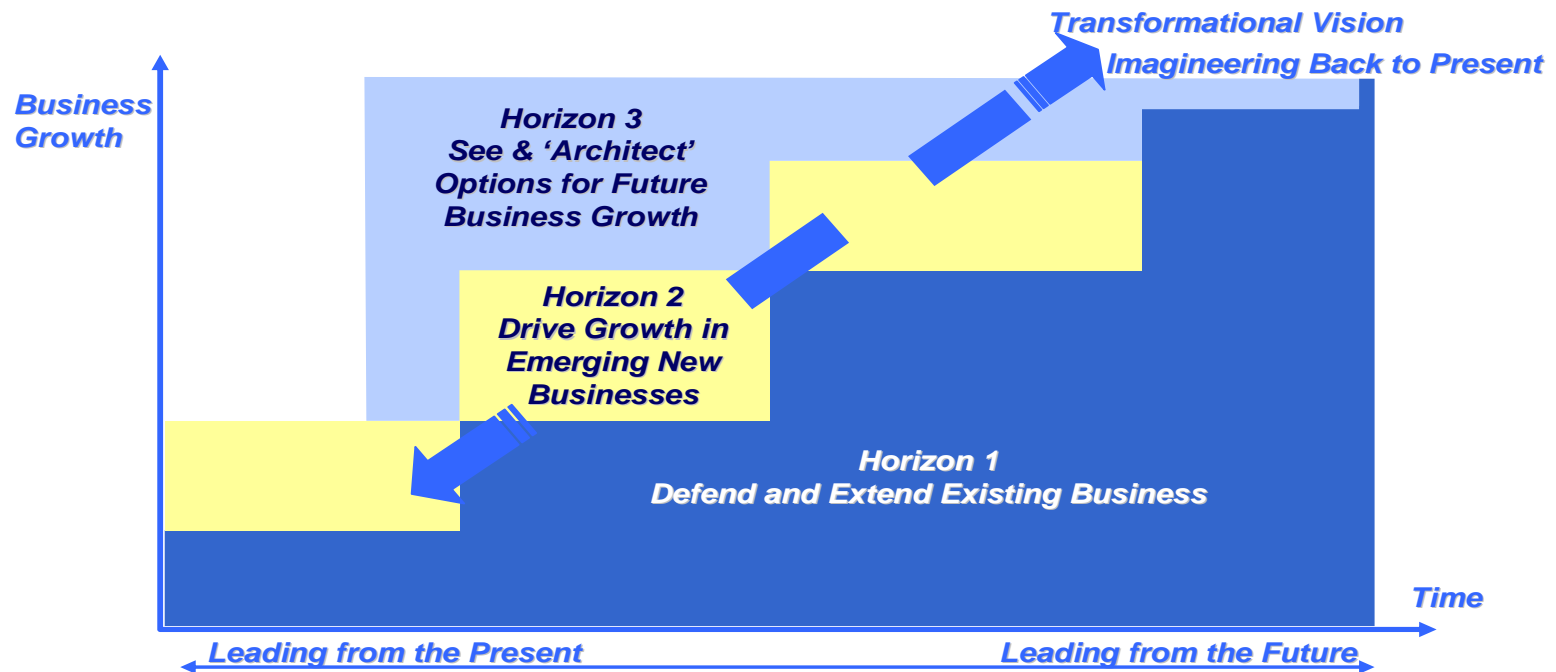 Transformational Vision
Imagineering Back to Present
Business
Growth
Horizon 3
See & ‘Architect’
Options for Future
Business Growth
Horizon 2
Drive Growth in
Emerging New
Businesses
Horizon 1
Defend and Extend Existing Business
Time
Leading from the Present
Leading from the Future